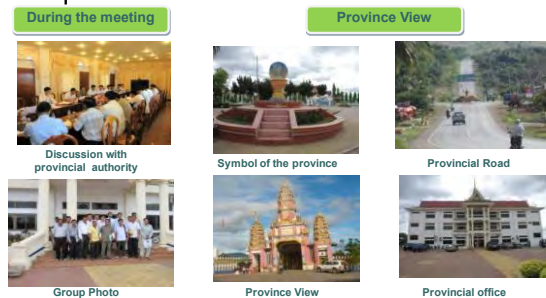 During the meeting
Province View
Discussion with
provincial authority
Symbol of the province
Provincial Road
Group Photo
Province View
Provincial office